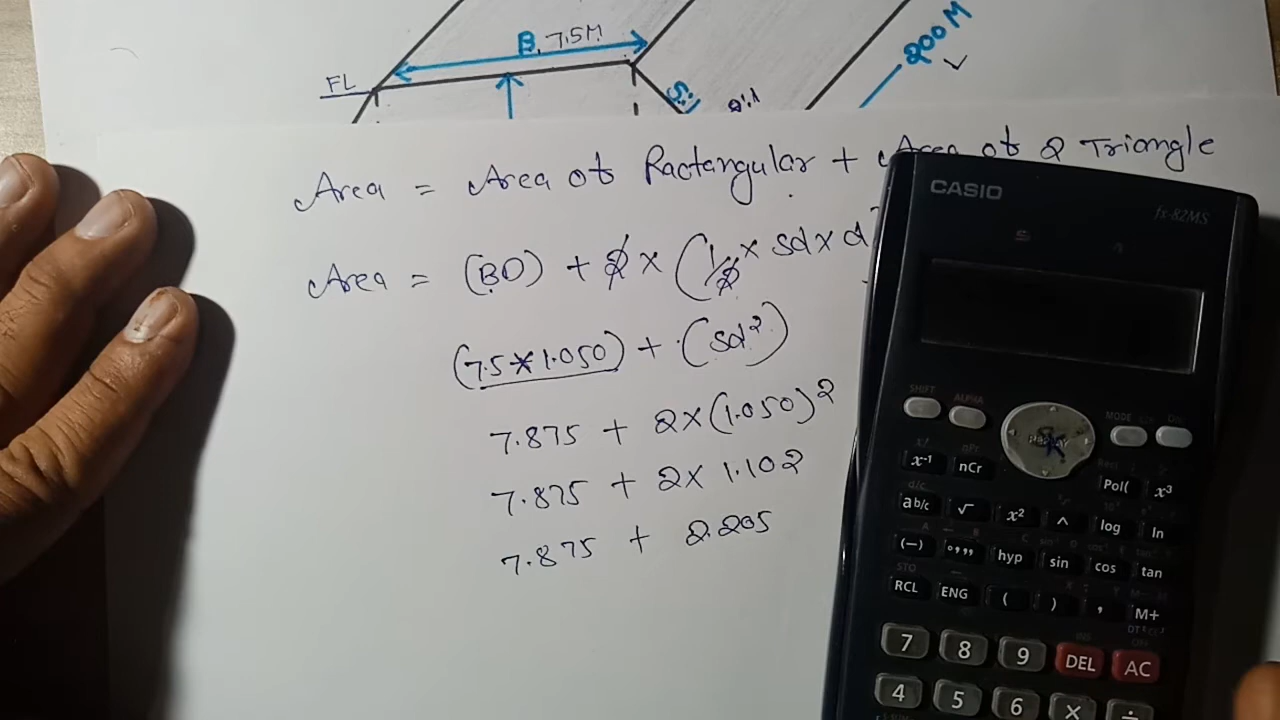 B. 7.5M
200M
FL
S:1
Area = Area of Ractangular + Area of 2 Triangle
Area = (BD) + 2 × (1/2 × Sd × d
(7.5*1.050) + (Sd²)
7.875 + 2×(1.050)²
7.875 + 2× 1.102
7.875 + 2.205
CASIO
fx-82MS
SHIFT ALPHA MODE ON
REPLAY
x⁻¹ nCr Pol( x³
ab/c √ x² ^ log ln
(−) °,,, hyp sin cos tan
RCL ENG ( ) , M+
7 8 9 DEL AC
4 5 6 × ÷